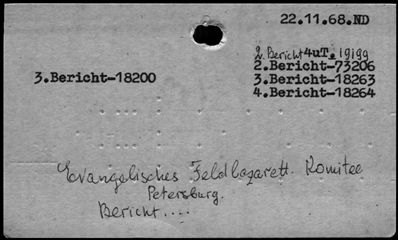 22.11.68.ND
2. Bericht 4uT. 19199
2.Bericht-73206
3.Bericht-18200 3.Bericht-18263
4.Bericht-18264
Evangelisches Feldlazarett. Komitee
Petersburg.
Bericht....